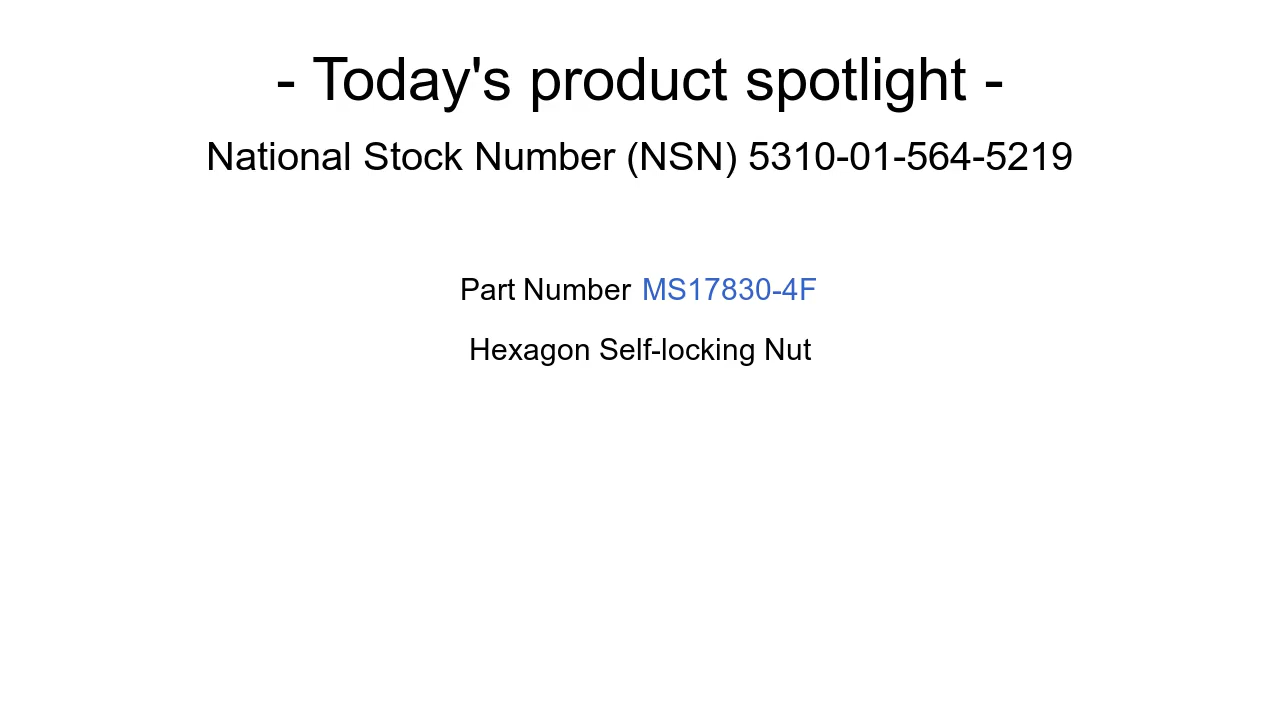 - Today's product spotlight -
National Stock Number (NSN) 5310-01-564-5219
Part Number MS17830-4F
Hexagon Self-locking Nut